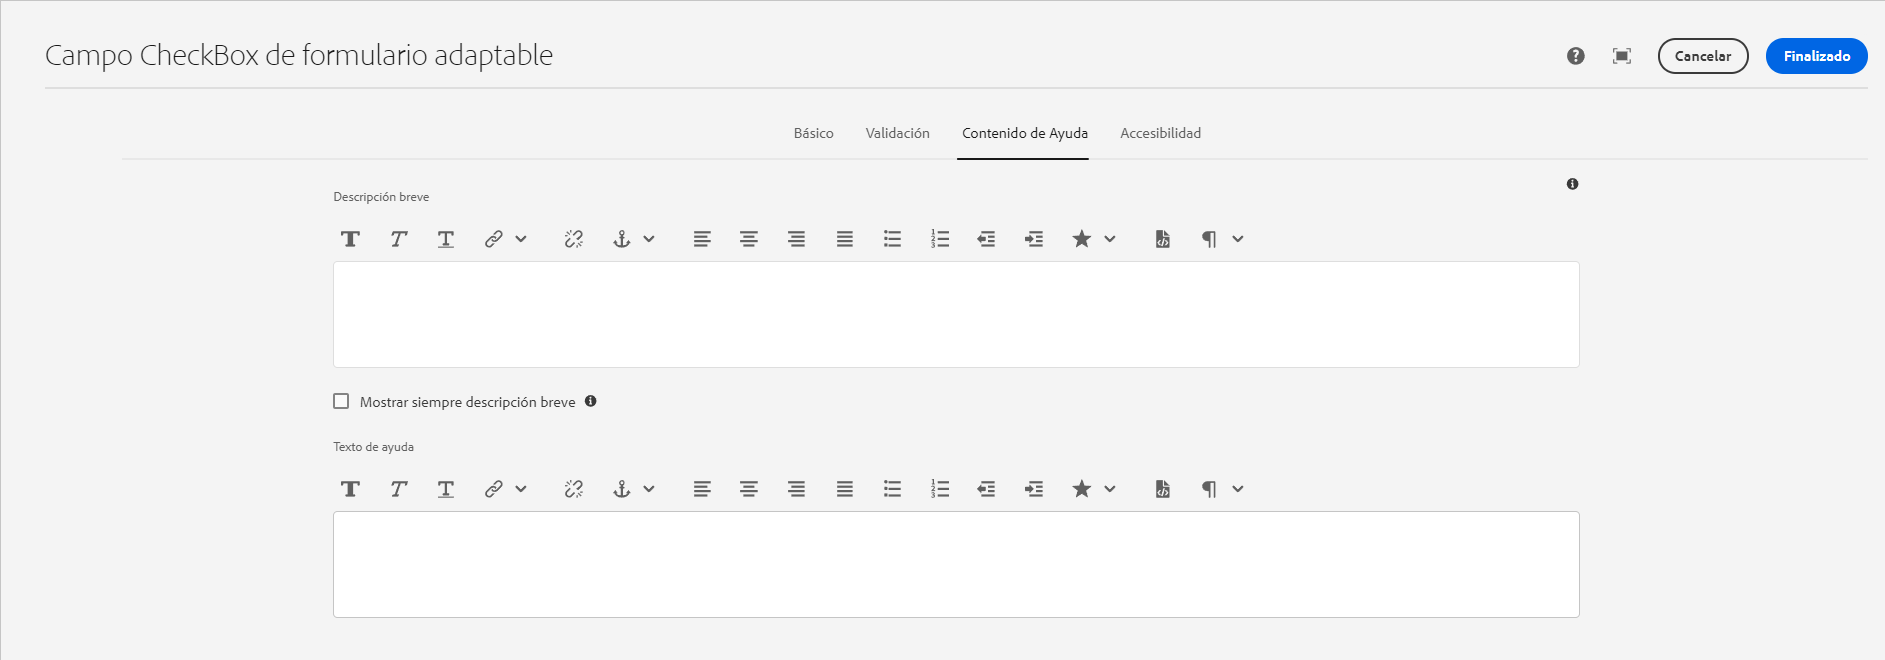 Campo CheckBox de formulario adaptable
Cancelar
Finalizado
Básico
Validación
Contenido de Ayuda
Accesibilidad
Descripción breve
Mostrar siempre descripción breve
Texto de ayuda